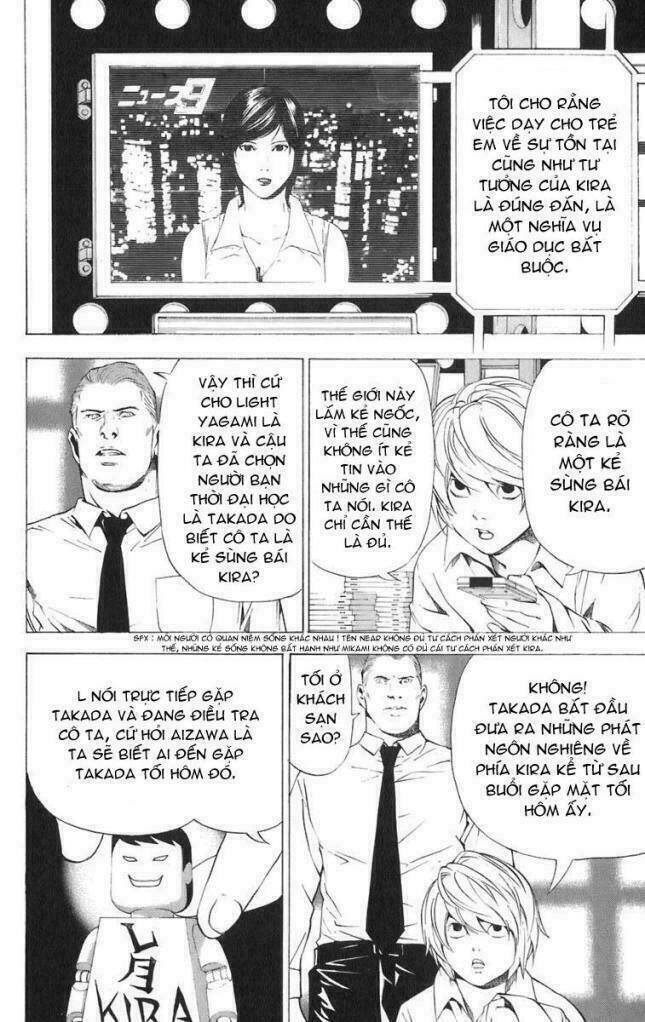 ニュース9
TÔI CHO RẰNG
VIỆC DẠY CHO TRẺ
EM VỀ SỰ TỒN TẠI
CŨNG NHƯ TƯ
TƯỞNG CỦA KIRA
LÀ ĐÚNG ĐẤN, LÀ
MỘT NGHĨA VỤ
GIÁO DỤC BẮT
BUỘC.
CÔ TA RÕ
RÀNG LÀ
MỘT KẺ
SÙNG BÁI
KIRA.
THẾ GIỚI NÀY
LẮM KẺ NGỐC,
VÌ THẾ CŨNG
KHÔNG ÍT KẺ
TIN VÀO
NHỮNG GÌ CÔ
TA NÓI. KIRA
CHỈ CẦN THẾ
LÀ ĐỦ.
VẬY THÌ CỨ
CHO LIGHT
YAGAMI LÀ
KIRA VÀ CẬU
TA ĐÃ CHỌN
NGƯỜI BẠN
THỜI ĐẠI HỌC
LÀ TAKADA DO
BIẾT CÔ TA LÀ
KẺ SÙNG BÁI
KIRA?
SFX : MỖI NGƯỜI CÓ QUAN NIỆM SỐNG KHÁC NHAU ! TÊN NEAR KHÔNG ĐỦ TƯ CÁCH PHÁN XÉT NGƯỜI KHÁC NHƯ
THẾ, NHỮNG KẺ SỐNG KHÔNG BẤT HẠNH NHƯ MIKAMI KHÔNG CÓ ĐỦ CÁI TƯ CÁCH PHÁN XÉT KIRA.
KHÔNG!
TAKADA BẮT ĐẦU
ĐƯA RA NHỮNG PHÁT
NGÔN NGHIÊNG VỀ
PHÍA KIRA KỂ TỪ SAU
BUỔI GẶP MẶT TỐI
HÔM ẤY.
TỐI Ở
KHÁCH
SẠN
SAO?
L NÓI TRỰC TIẾP GẶP
TAKADA VÀ ĐANG ĐIỀU TRA
CÔ TA, CỨ HỎI AIZAWA LÀ
TA SẼ BIẾT AI ĐẾN GẶP
TAKADA TỐI HÔM ĐÓ.
L
月
KIRA